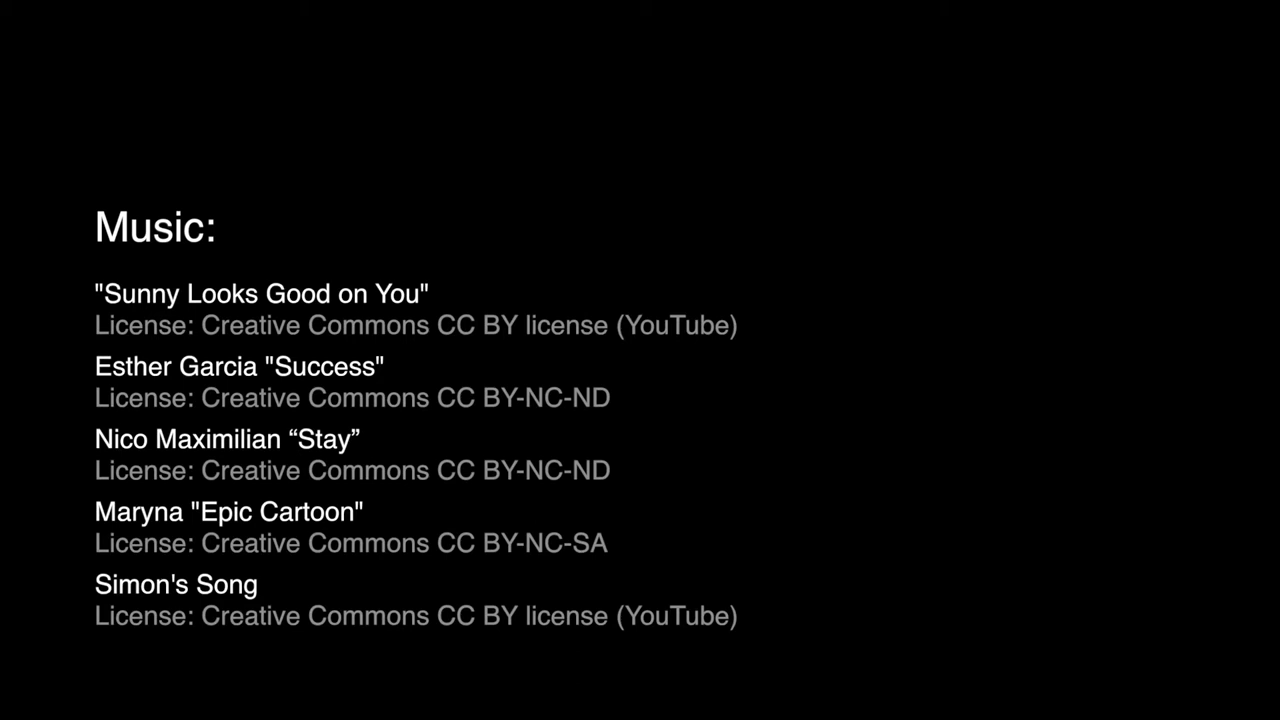 Music:
"Sunny Looks Good on You"
License: Creative Commons CC BY license (YouTube)
Esther Garcia "Success"
License: Creative Commons CC BY-NC-ND
Nico Maximilian “Stay”
License: Creative Commons CC BY-NC-ND
Maryna "Epic Cartoon"
License: Creative Commons CC BY-NC-SA
Simon's Song
License: Creative Commons CC BY license (YouTube)